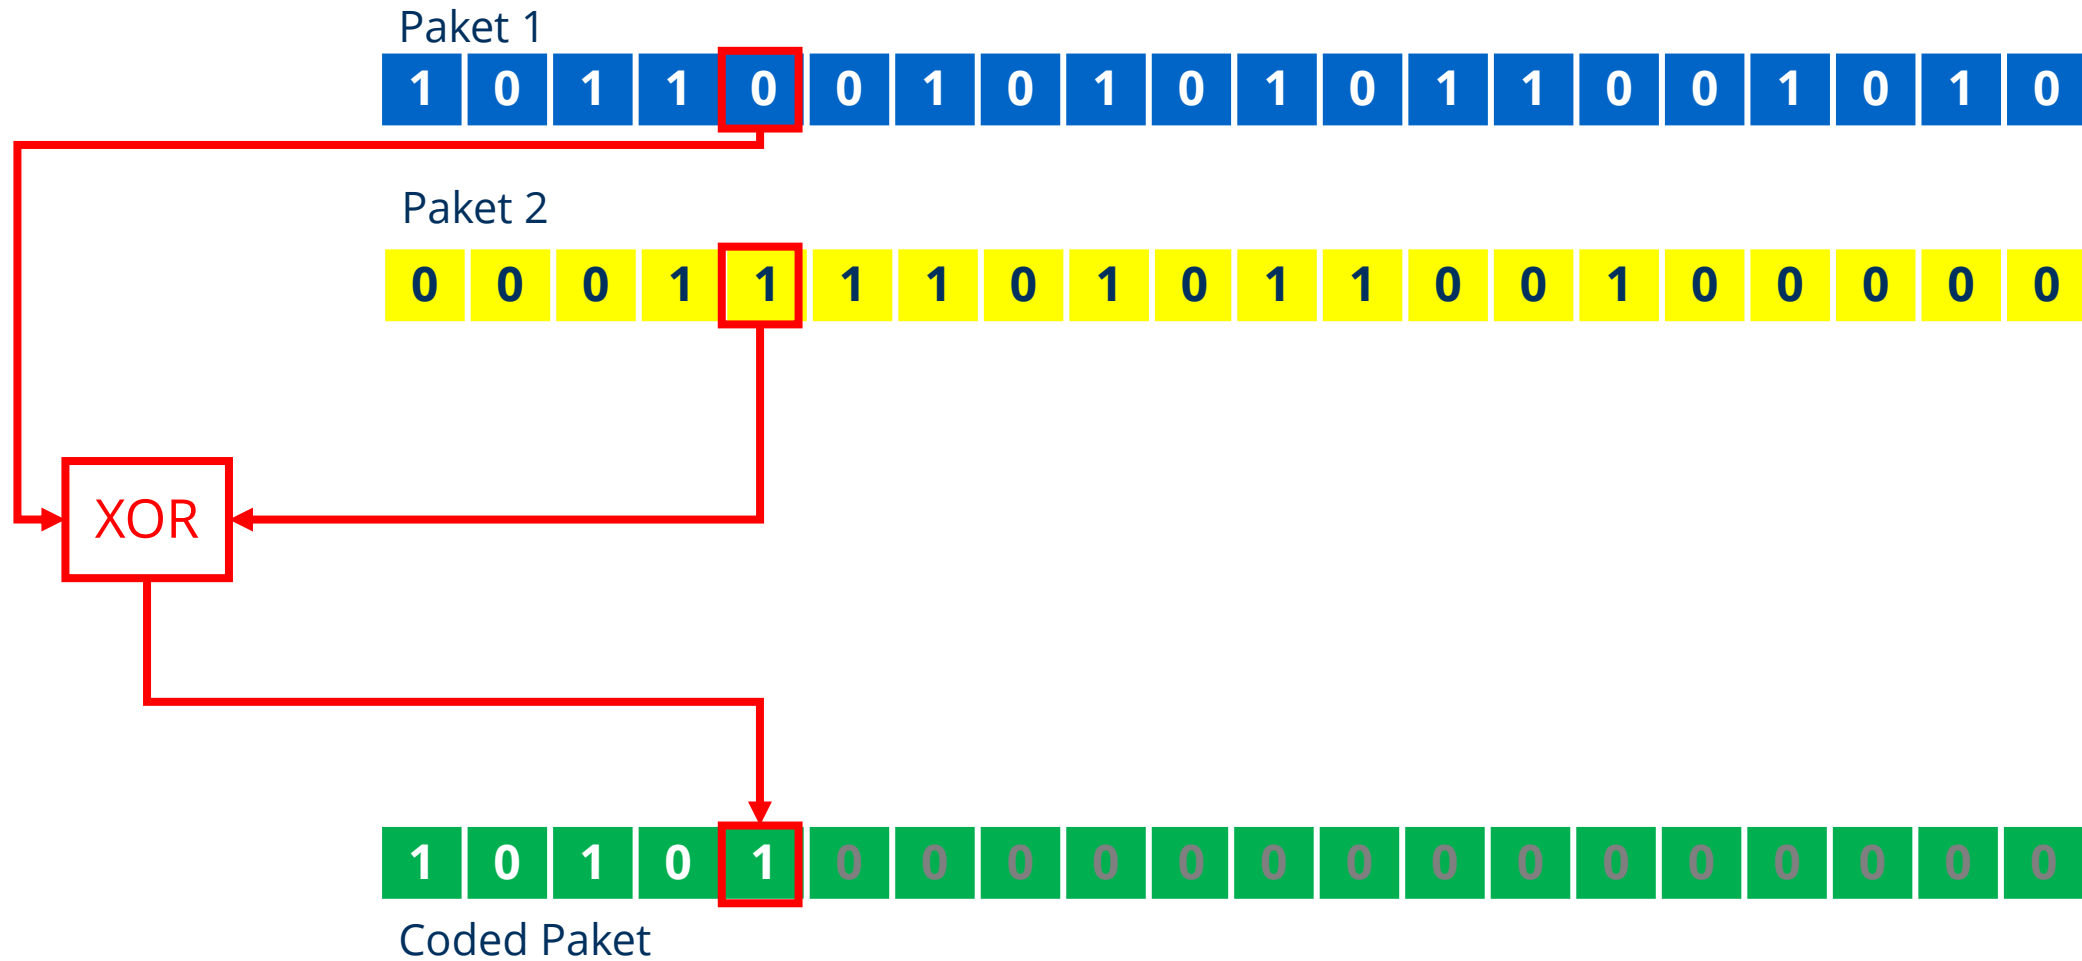 Paket 1
1 0 1 1 0 0 1 0 1 0 1 0 1 1 0 0 1 0 1 0
Paket 2
0 0 0 1 1 1 1 0 1 0 1 1 0 0 1 0 0 0 0 0
XOR
1 0 1 0 1 0 0 0 0 0 0 0 0 0 0 0 0 0 0 0
Coded Paket